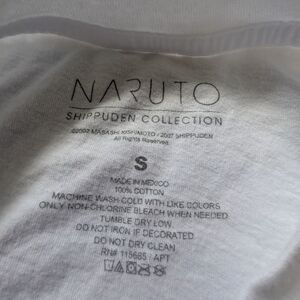 NARUTO
SHIPPUDEN COLLECTION
©2002 MASASHI KISHIMOTO / 2007 SHIPPUDEN
All Rights Reserved.
S
MADE IN MEXICO
100% COTTON
MACHINE WASH COLD WITH LIKE COLORS
ONLY NON-CHLORINE BLEACH WHEN NEEDED
TUMBLE DRY LOW.
DO NOT IRON IF DECORATED.
DO NOT DRY CLEAN
RN# 115685 / APT